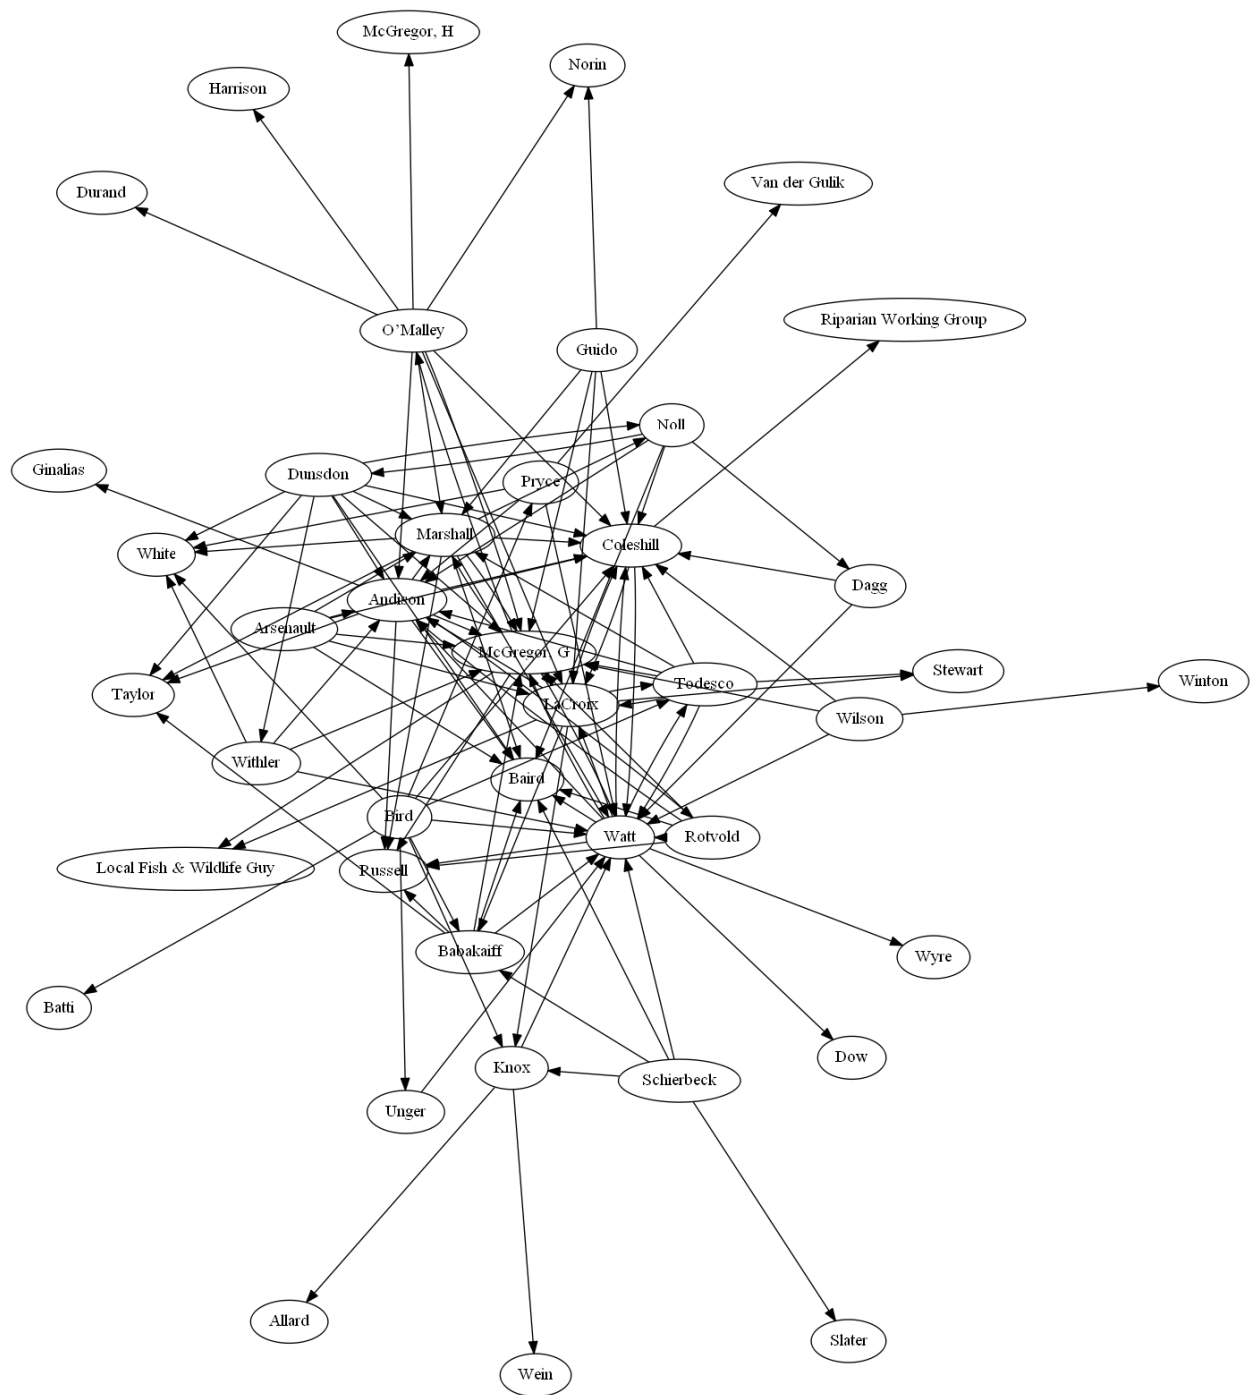 McGregor, H
Norin
Harrison
Van der Gulik
Durand
Riparian Working Group
O’Malley
Guido
Noll
Ginalias
Dunsdon
Pryce
Marshall
White
Coleshill
Dagg
Andison
Arsenault
McGregor, G
Stewart
Winton
Todesco
Taylor
LaCroix
Wilson
Withler
Baird
Bird
Watt
Rotvold
Local Fish & Wildlife Guy
Russell
Babakaiff
Wyre
Batti
Dow
Knox
Schierbeck
Unger
Allard
Slater
Wein